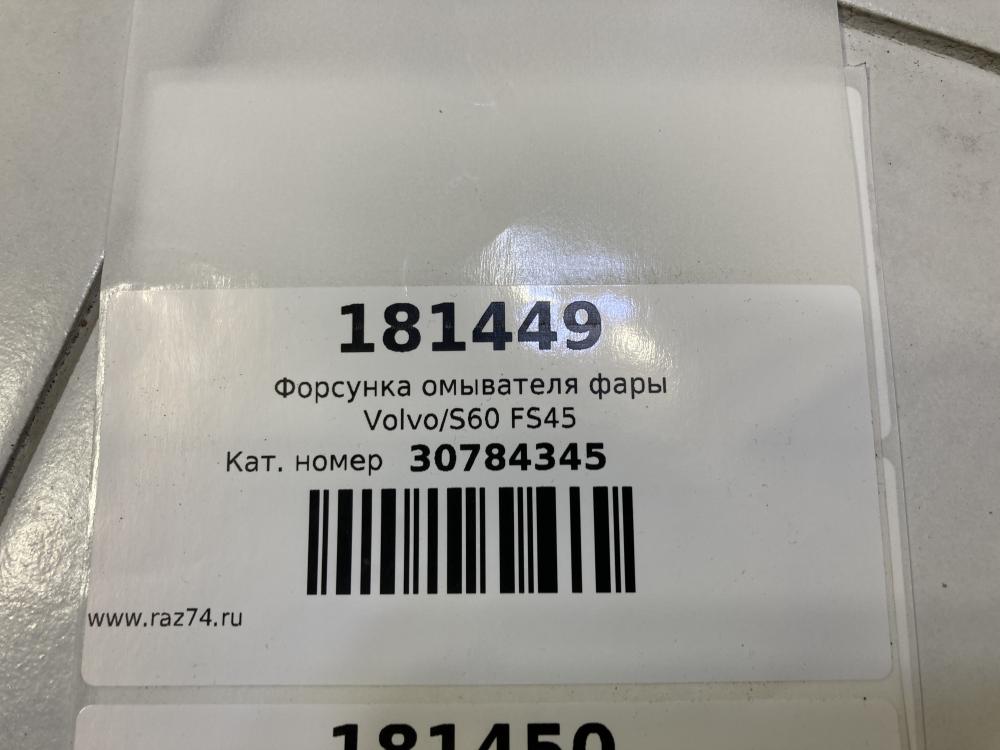 181449
Форсунка омывателя фары
Volvo/S60 FS45
Кат. номер 30784345
www.raz74.ru
181450